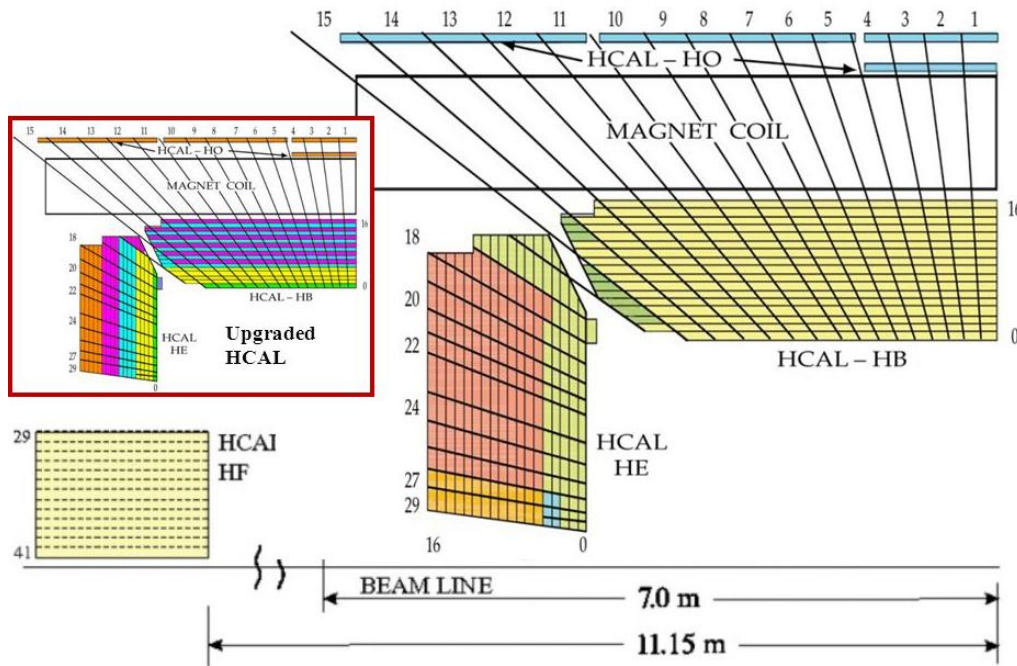 15 14 13 12 11 10 9 8 7 6 5 4 3 2 1
HCAL – HO
MAGNET COIL
16
0
HCAL – HB
18
20
22
24
27
29
HCAL
HE
16 0
15 14 13 12 11 10 9 8 7 6 5 4 3 2 1
HCAL – HO
MAGNET COIL
16
0
HCAL – HB
18
20
22
24
27
29
HCAL
HE
0
Upgraded
HCAL
29
41
HCAl
HF
BEAM LINE
7.0 m
11.15 m